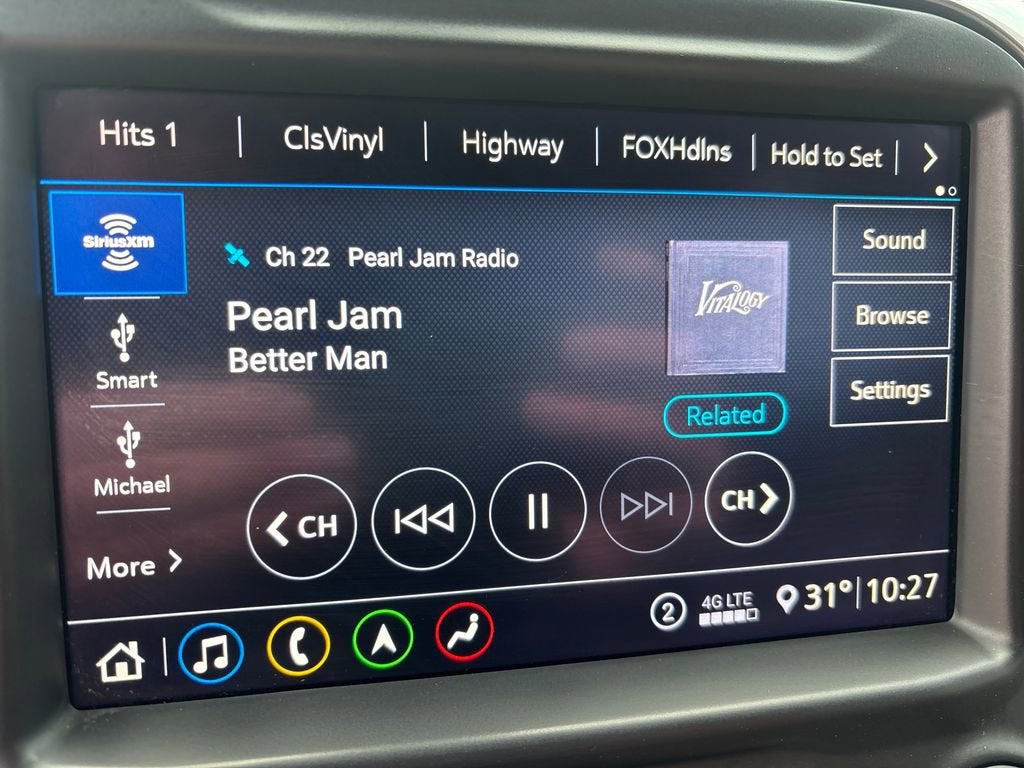 Hits 1
ClsVinyl
Highway
FOXHdlns
Hold to Set
SiriusXM
Ch 22 Pearl Jam Radio
Pearl Jam
Better Man
VITALOGY
Related
Sound
Browse
Settings
Smart
Michael
More
CH
CH
2
4G LTE
31°
10:27